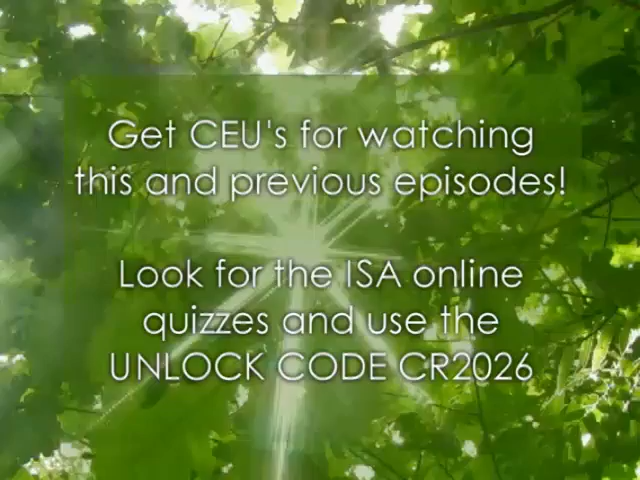 Get CEU's for watching
this and previous episodes!
Look for the ISA online
quizzes and use the
UNLOCK CODE CR2026